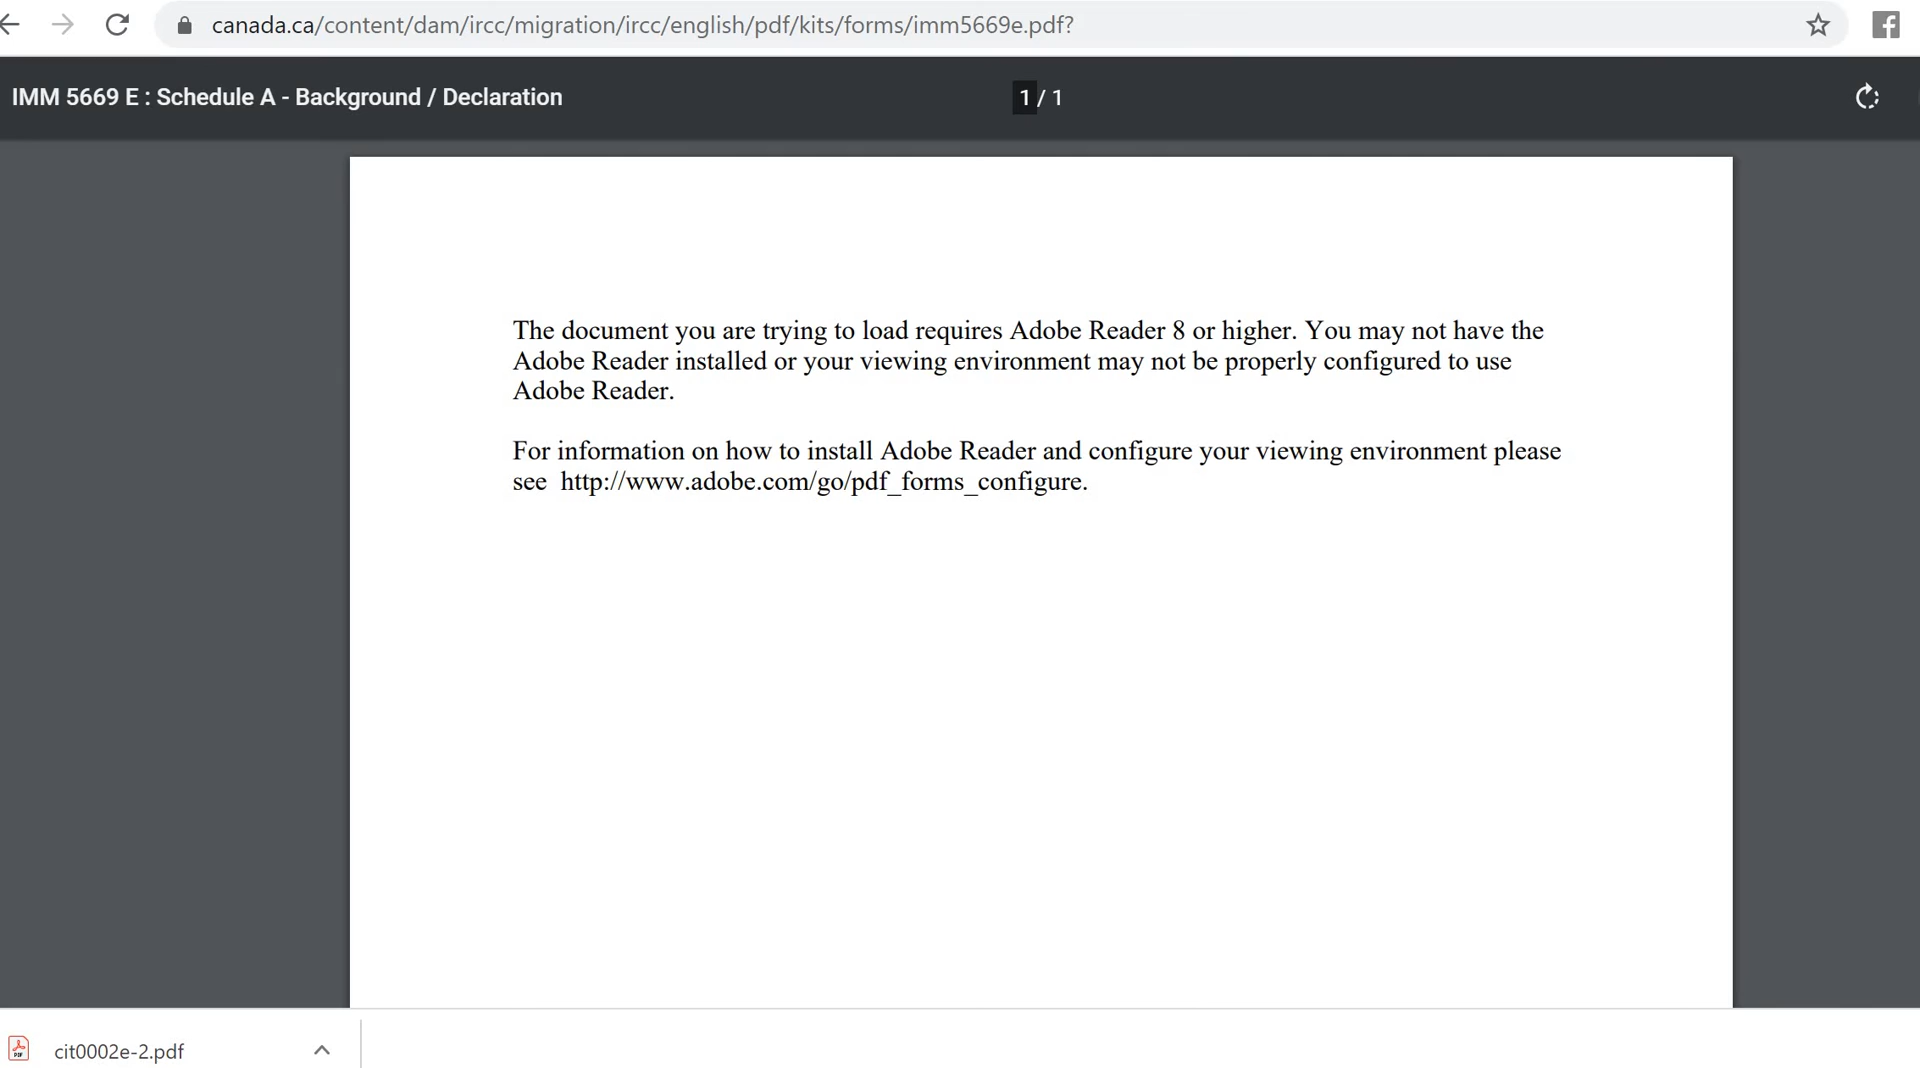 canada.ca/content/dam/ircc/migration/ircc/english/pdf/kits/forms/imm5669e.pdf?
IMM 5669 E : Schedule A - Background / Declaration
1 / 1
The document you are trying to load requires Adobe Reader 8 or higher. You may not have the
Adobe Reader installed or your viewing environment may not be properly configured to use
Adobe Reader.
For information on how to install Adobe Reader and configure your viewing environment please
see  http://www.adobe.com/go/pdf_forms_configure.
PDF
cit0002e-2.pdf